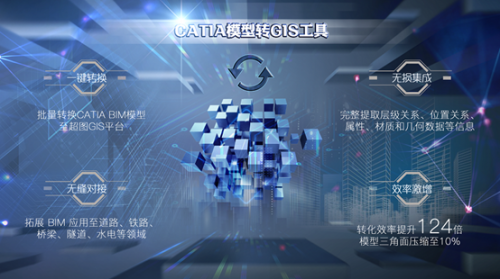 CATIA模型转GIS工具
一键转换
批量转换CATIA BIM模型
至超图GIS平台
无损集成
完整提取层级关系、位置关系、
属性、材质和几何数据等信息
无缝对接
拓展 BIM 应用至道路、铁路、
桥梁、隧道、水电等领域
效率激增
转化效率提升124倍
模型三角面压缩至10%